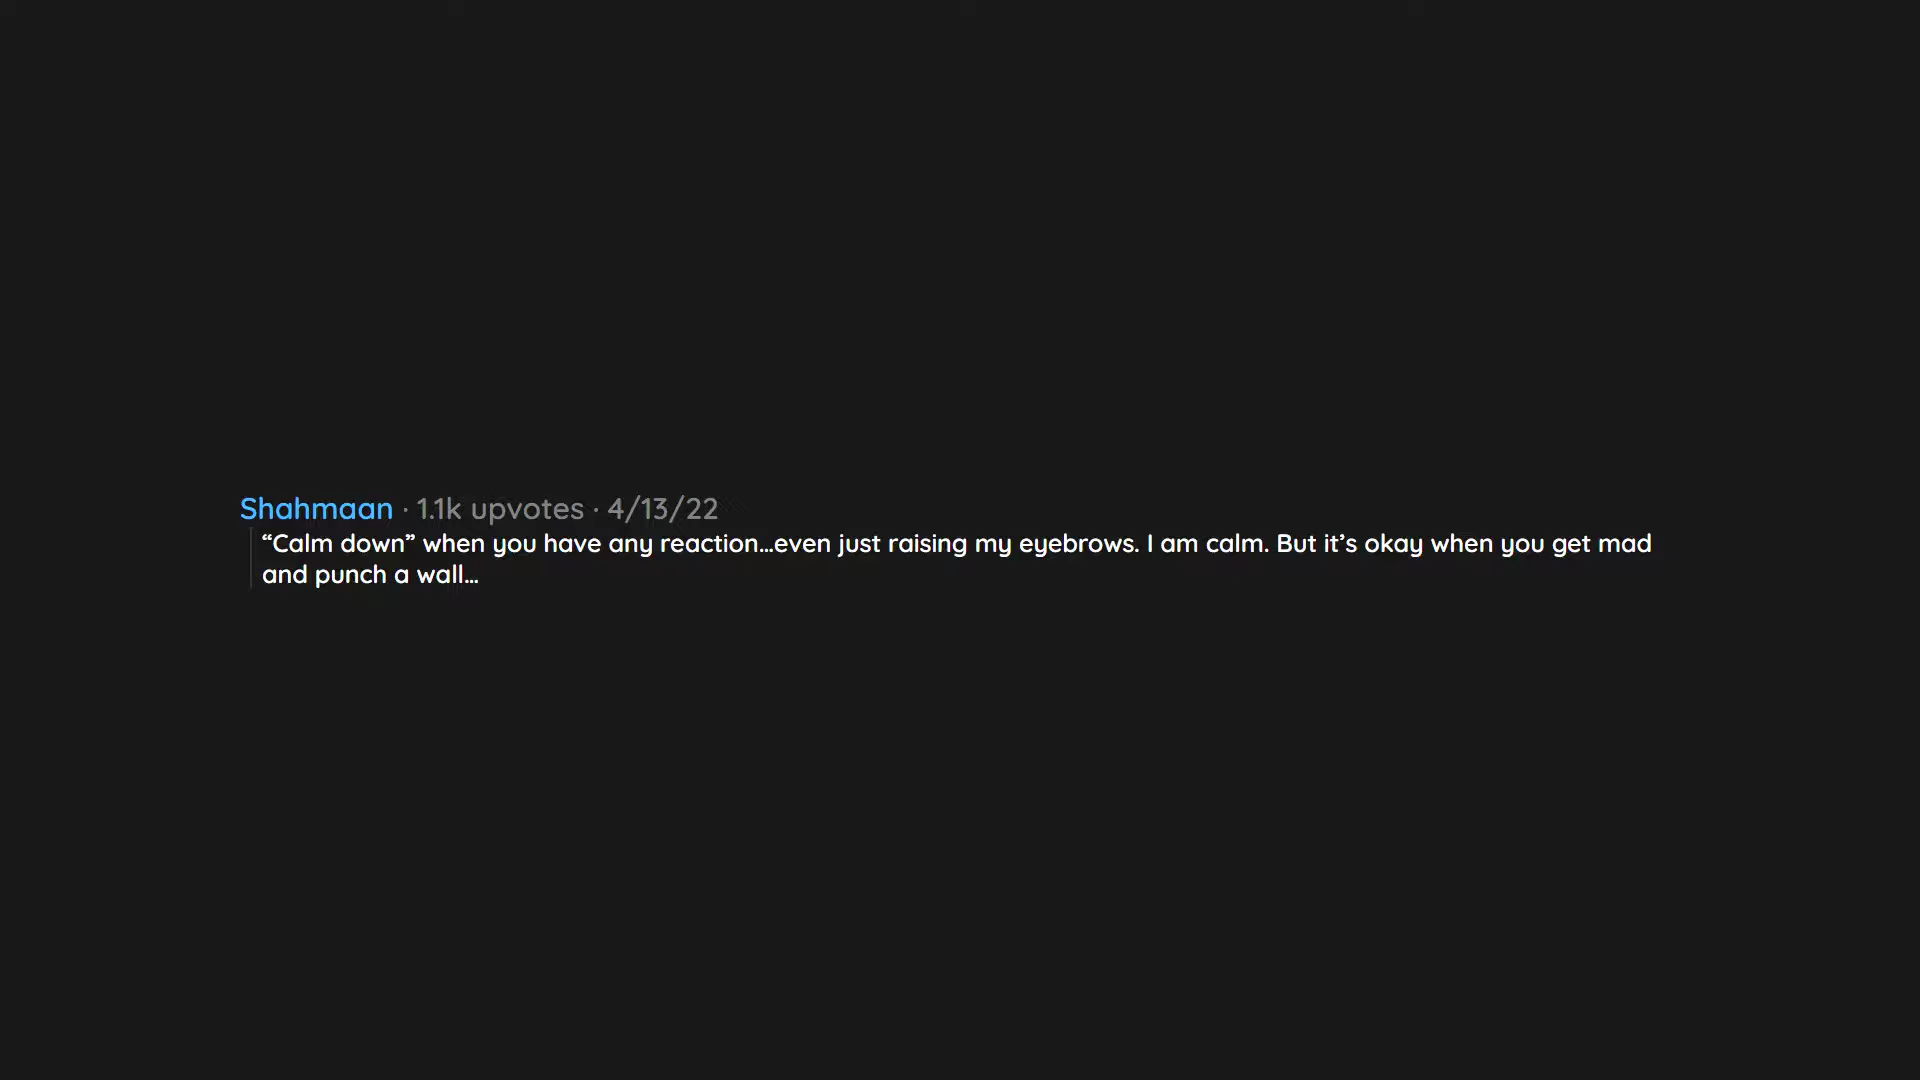 Shahmaan · 1.1k upvotes · 4/13/22
“Calm down” when you have any reaction...even just raising my eyebrows. I am calm. But it’s okay when you get mad
and punch a wall...